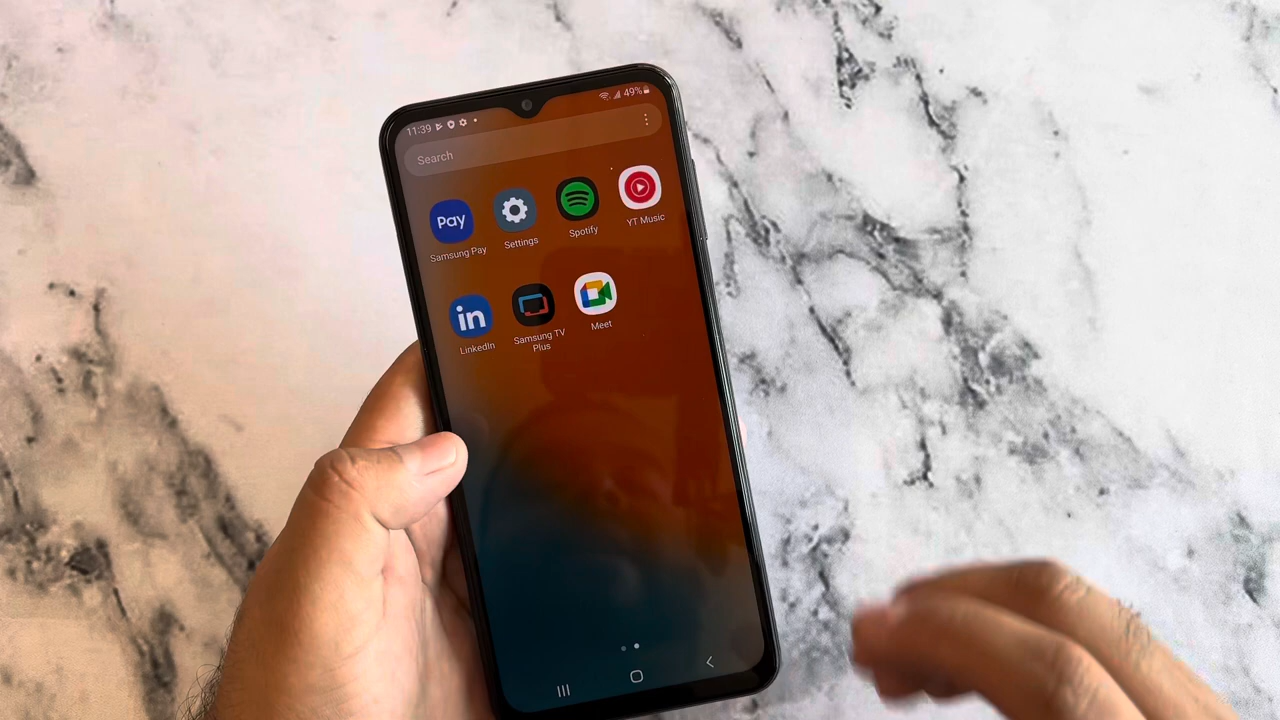 11:39
49%
Search
Pay
Samsung Pay
Settings
Spotify
YT Music
in
LinkedIn
Samsung TV
Plus
Meet